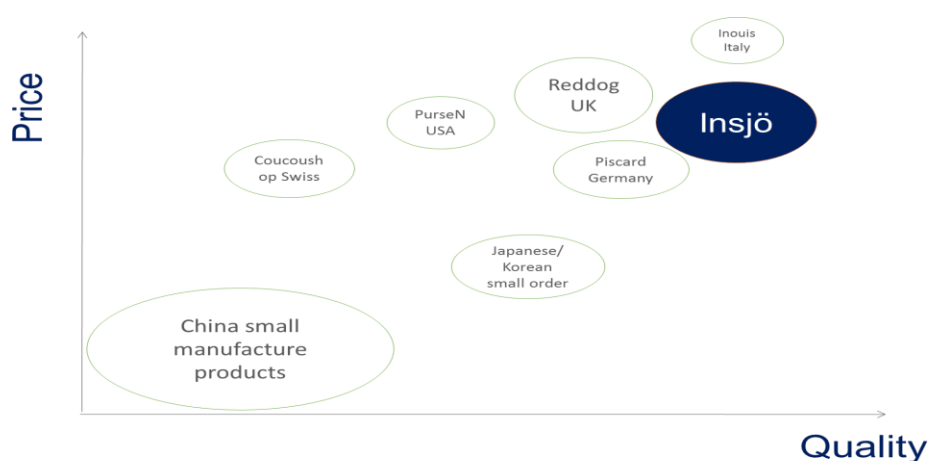 Inouis
Italy
Price
Reddog
UK
PurseN
USA
Insjö
Coucoush
op Swiss
Piscard
Germany
Japanese/
Korean
small order
China small
manufacture
products
Quality